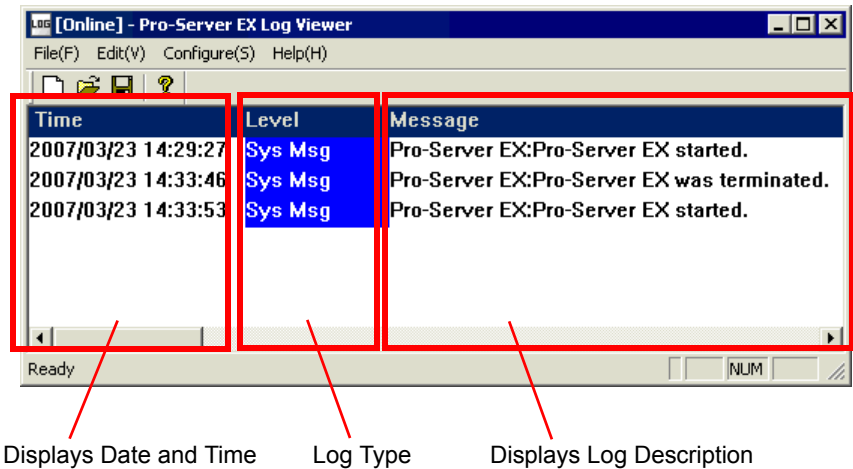 LOG [Online] - Pro-Server EX Log Viewer
File(F) Edit(V) Configure(S) Help(H)
Time Level Message
2007/03/23 14:29:27 Sys Msg Pro-Server EX:Pro-Server EX started.
2007/03/23 14:33:46 Sys Msg Pro-Server EX:Pro-Server EX was terminated.
2007/03/23 14:33:53 Sys Msg Pro-Server EX:Pro-Server EX started.
Ready NUM
Displays Date and Time Log Type Displays Log Description